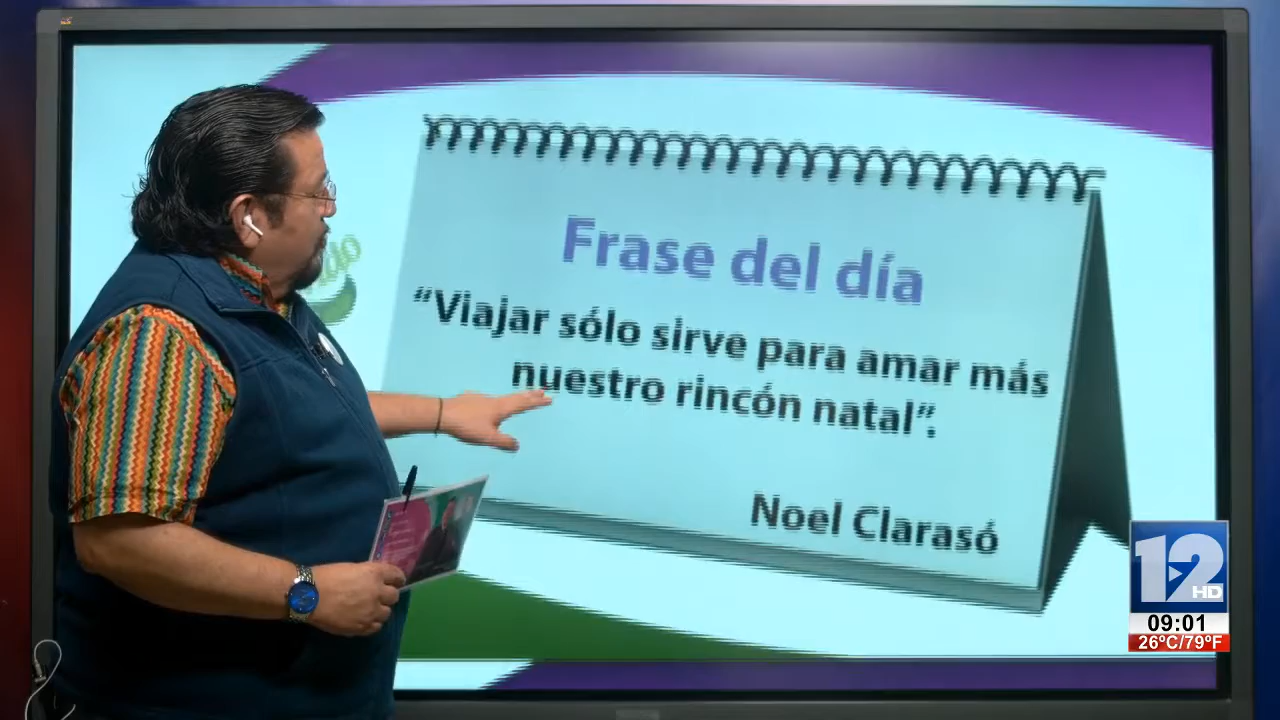 Frase del día
“Viajar sólo sirve para amar más
nuestro rincón natal”.
Noel Clarasó
12
HD
09:01
26°C/79°F